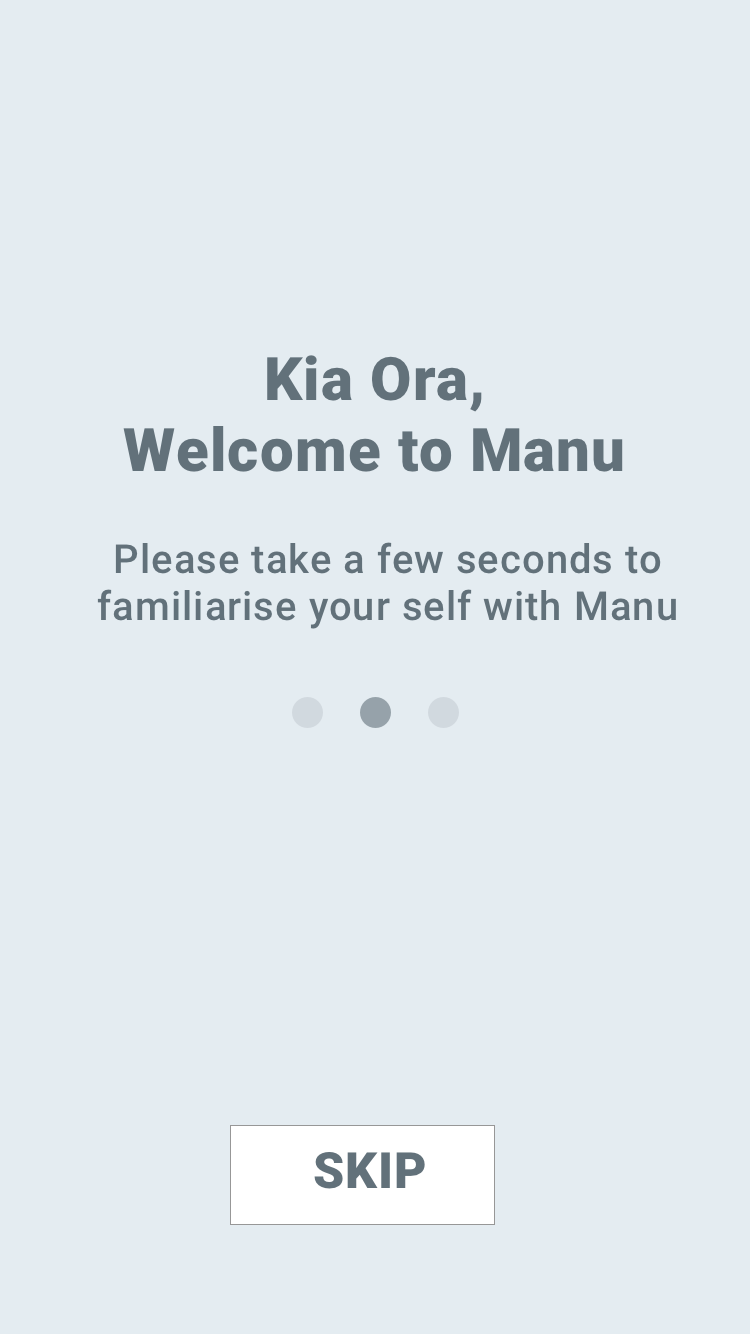 Kia Ora,
Welcome to Manu
Please take a few seconds to
familiarise your self with Manu
SKIP